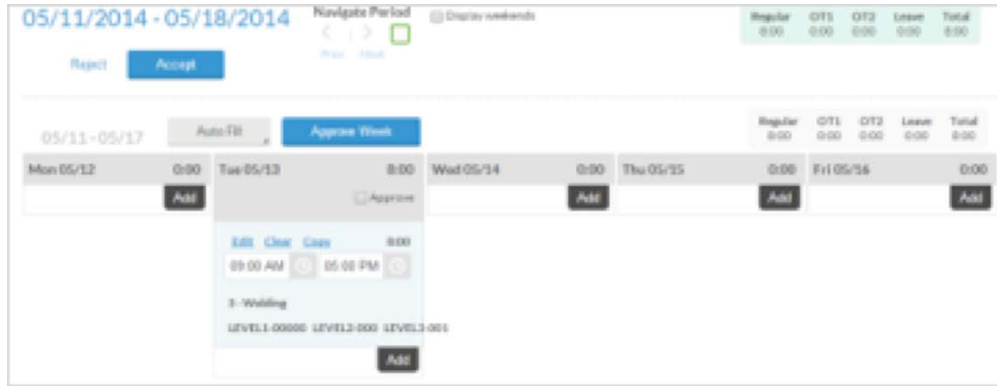 05/11/2014 - 05/18/2014 Navigate Period Display weekends Regular OT1 OT2 Leave Total
8:00 0:00 0:00 0:00 8:00
Prev Next
Reject Accept
05/11 - 05/17 Auto Fill Approve Week Regular OT1 OT2 Leave Total
8:00 0:00 0:00 0:00 8:00
Mon 05/12 0:00 Tue 05/13 8:00 Wed 05/14 0:00 Thu 05/15 0:00 Fri 05/16 0:00
Add Approve Add Add Add
Edit Clear Copy 8:00
09:00 AM 05:00 PM
3 - Welding
LEVEL1-00000 LEVEL2-000 LEVEL3-001
Add